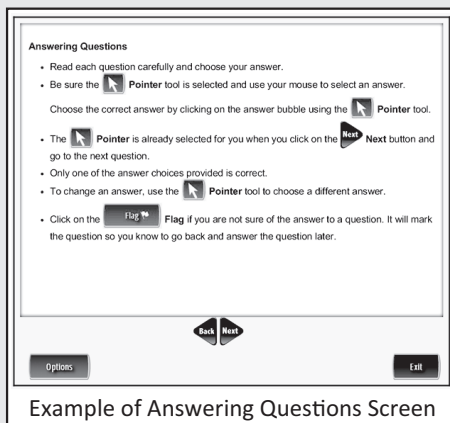 Answering Questions
• Read each question carefully and choose your answer.
• Be sure the Pointer tool is selected and use your mouse to select an answer.
Choose the correct answer by clicking on the answer bubble using the Pointer tool.
• The Pointer is already selected for you when you click on the Next Next button and
go to the next question.
• Only one of the answer choices provided is correct.
• To change an answer, use the Pointer tool to choose a different answer.
• Click on the Flag Flag if you are not sure of the answer to a question. It will mark
the question so you know to go back and answer the question later.
Back Next
Options Exit
Example of Answering Questions Screen